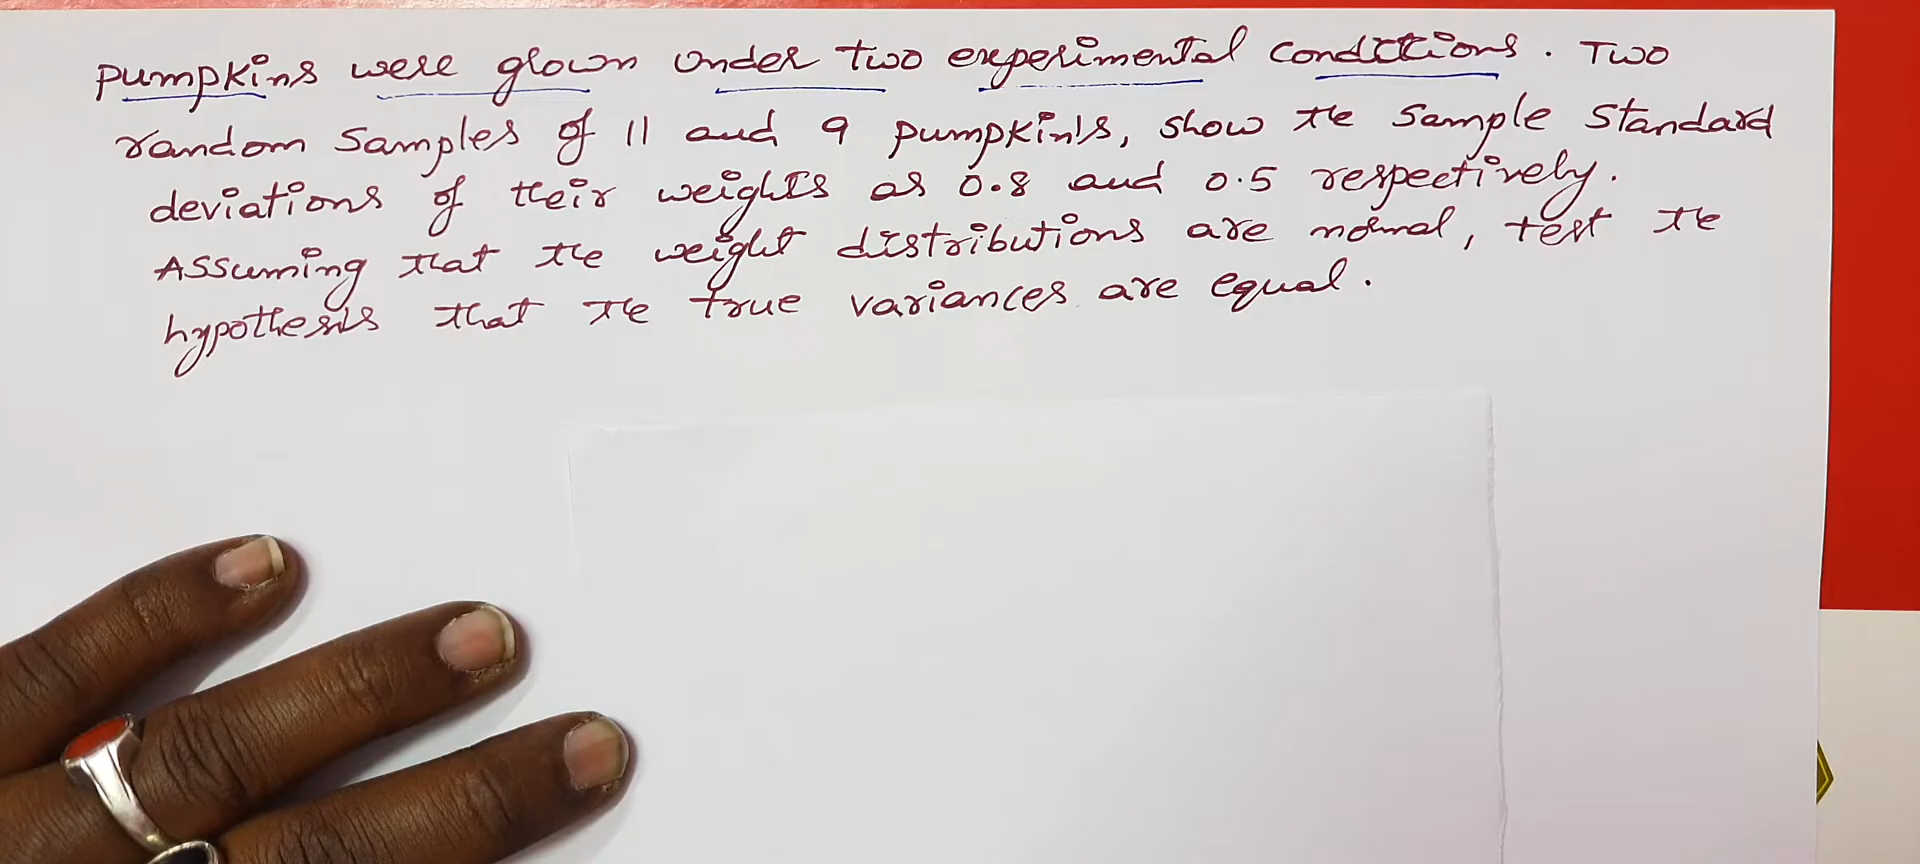 Pumpkins were grown under two experimental conditions. Two
random samples of 11 and 9 pumpkins, show the sample standard
deviations of their weights as 0.8 and 0.5 respectively.
Assuming that the weight distributions are normal, test the
hypothesis that the true variances are equal.